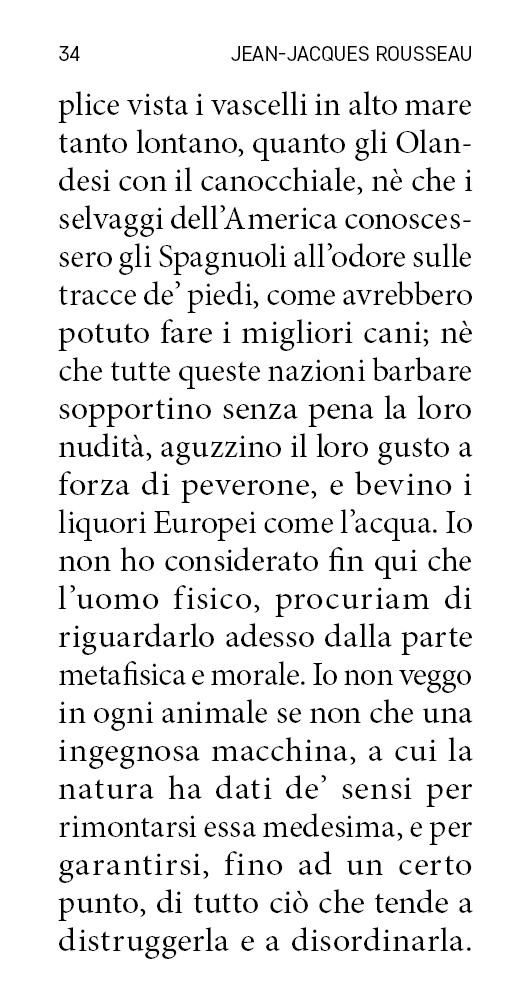 34 JEAN-JACQUES ROUSSEAU
plice vista i vascelli in alto mare
tanto lontano, quanto gli Olan-
desi con il canocchiale, nè che i
selvaggi dell’America conosces-
sero gli Spagnuoli all’odore sulle
tracce de’ piedi, come avrebbero
potuto fare i migliori cani; nè
che tutte queste nazioni barbare
sopportino senza pena la loro
nudità, aguzzino il loro gusto a
forza di peverone, e bevino i
liquori Europei come l’acqua. Io
non ho considerato fin qui che
l’uomo fisico, procuriam di
riguardarlo adesso dalla parte
metafisica e morale. Io non veggo
in ogni animale se non che una
ingegnosa macchina, a cui la
natura ha dati de’ sensi per
rimontarsi essa medesima, e per
garantirsi, fino ad un certo
punto, di tutto ciò che tende a
distruggerla e a disordinarla.